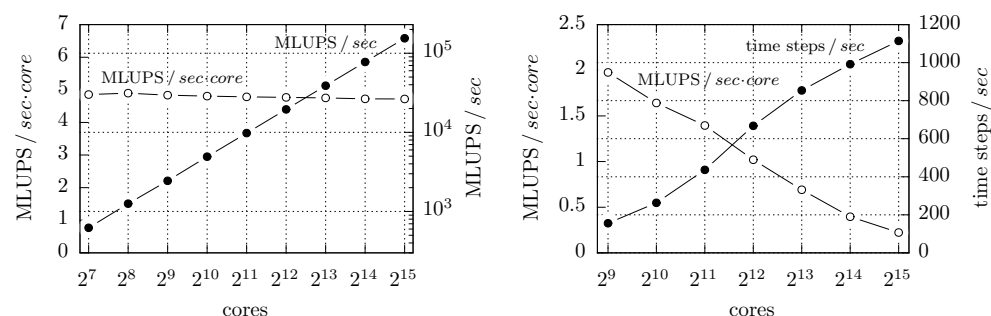 7
6
5
4
3
2
1
0
MLUPS / sec·core
MLUPS / sec
MLUPS / sec·core
10^5
10^4
10^3
MLUPS / sec
2^7 2^8 2^9 2^10 2^11 2^12 2^13 2^14 2^15
cores
2.5
2
1.5
1
0.5
0
MLUPS / sec·core
time steps / sec
MLUPS / sec·core
1200
1000
800
600
400
200
0
time steps / sec
2^9 2^10 2^11 2^12 2^13 2^14 2^15
cores